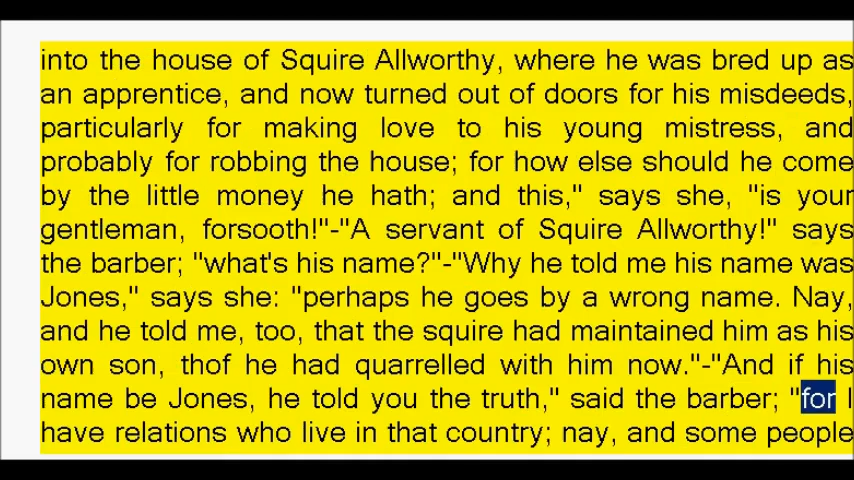 into the house of Squire Allworthy, where he was bred up as
an apprentice, and now turned out of doors for his misdeeds,
particularly for making love to his young mistress, and
probably for robbing the house; for how else should he come
by the little money he hath; and this," says she, "is your
gentleman, forsooth!"-"A servant of Squire Allworthy!" says
the barber; "what's his name?"-"Why he told me his name was
Jones," says she: "perhaps he goes by a wrong name. Nay,
and he told me, too, that the squire had maintained him as his
own son, thof he had quarrelled with him now."-"And if his
name be Jones, he told you the truth," said the barber; "for I
have relations who live in that country; nay, and some people